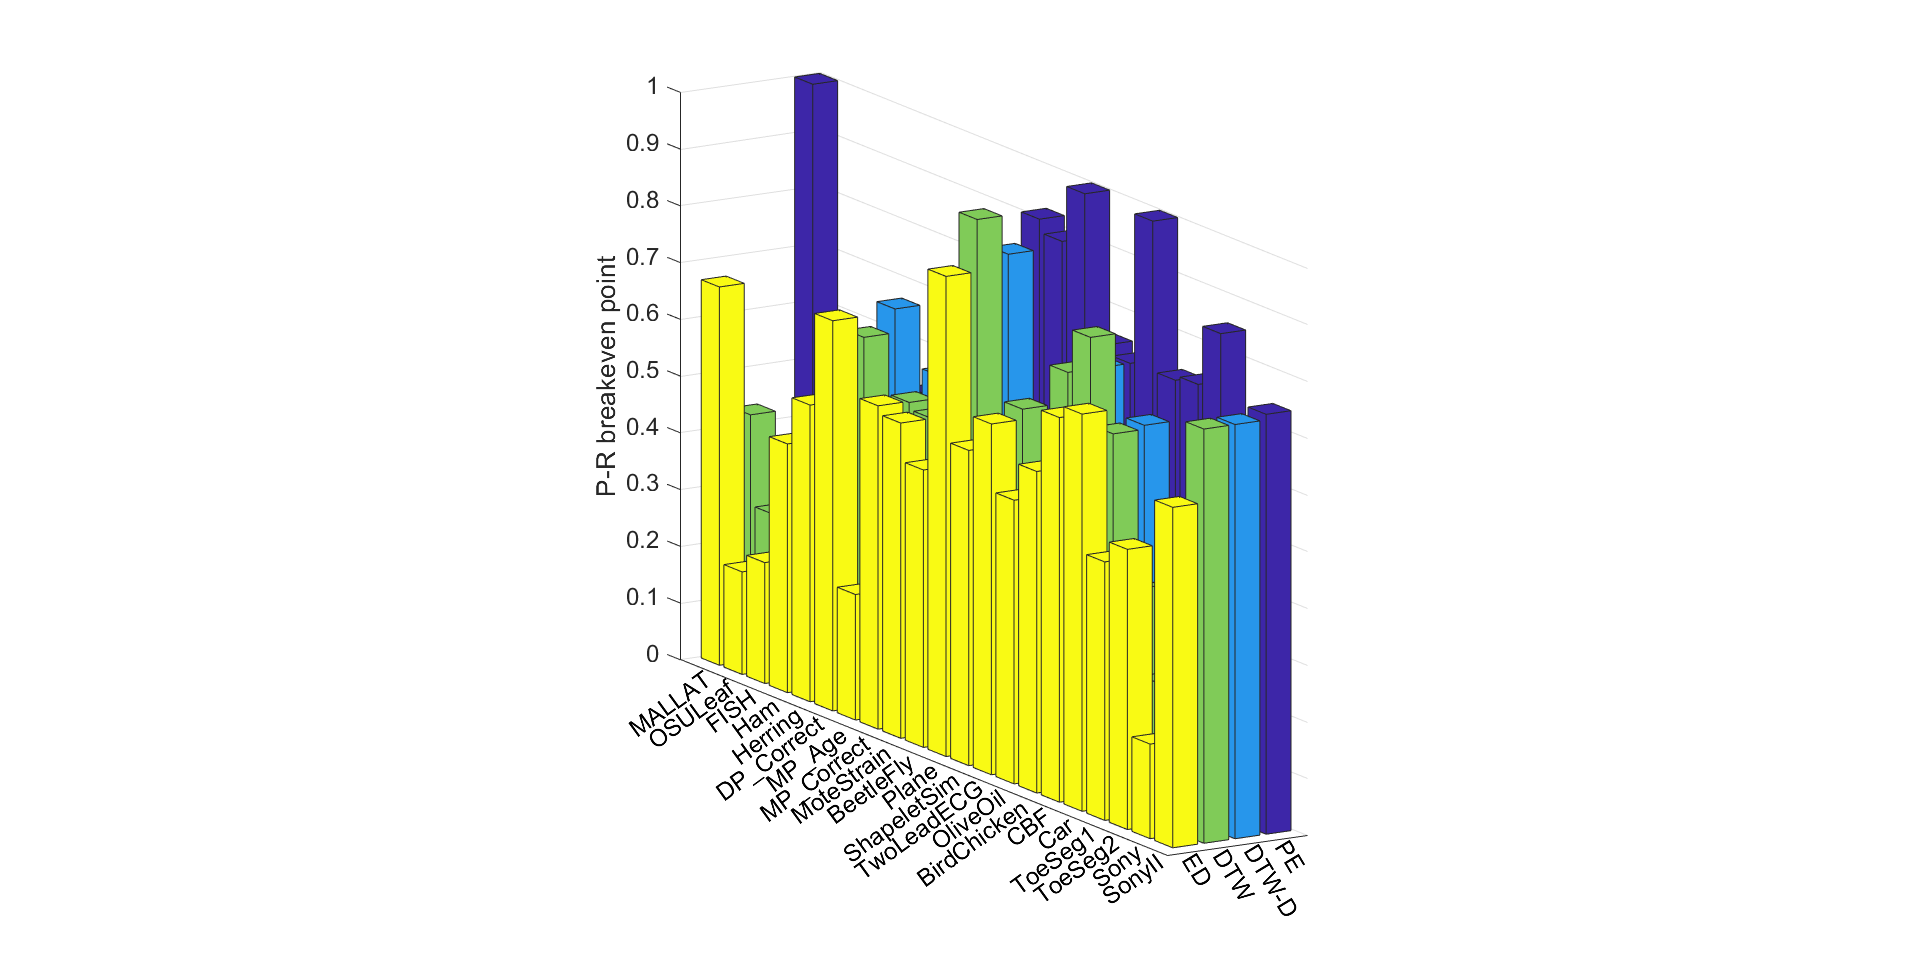 1
0.9
0.8
0.7
0.6
0.5
0.4
0.3
0.2
0.1
0
P-R breakeven point
MALLAT
OSULeaf
FISH
Ham
Herring
DP_Correct
MP_Age
MP_Correct
MoteStrain
BeetleFly
Plane
ShapeletSim
TwoLeadECG
OliveOil
BirdChicken
CBF
Car
ToeSeg1
ToeSeg2
Sony
SonyII
ED
DTW
DTW-D
PE